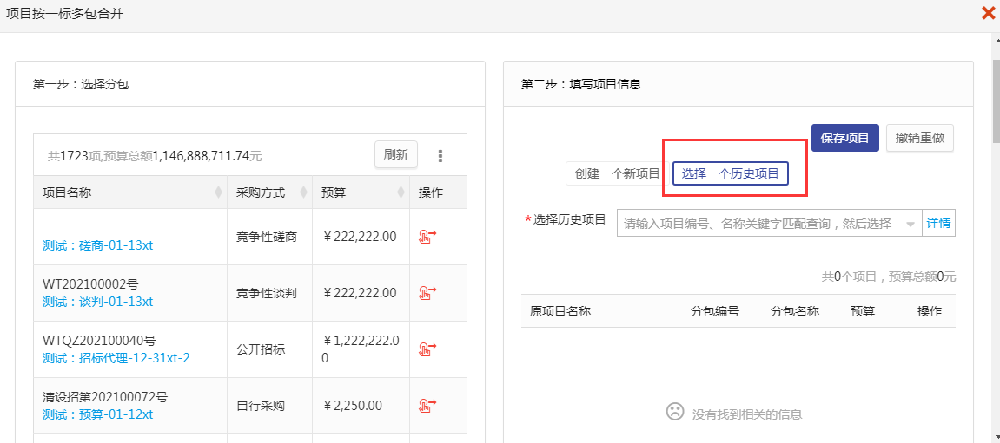 项目按一标多包合并
第一步：选择分包
共1723项,预算总额1,146,888,711.74元
刷新
项目名称 采购方式 预算 操作
测试：磋商-01-13xt 竞争性磋商 ￥222,222.00
WT202100002号
测试：谈判-01-13xt 竞争性谈判 ￥222,222.00
WTQZ202100040号
测试：招标代理-12-31xt-2 公开招标 ￥1,222,222.0
0
清设招第202100072号
测试：预算-01-12xt 自行采购 ￥2,250.00
第二步：填写项目信息
保存项目 撤销重做
创建一个新项目 选择一个历史项目
*选择历史项目 请输入项目编号、名称关键字匹配查询，然后选择 详情
共0个项目，预算总额0元
原项目名称 分包编号 分包名称 预算 操作
没有找到相关的信息